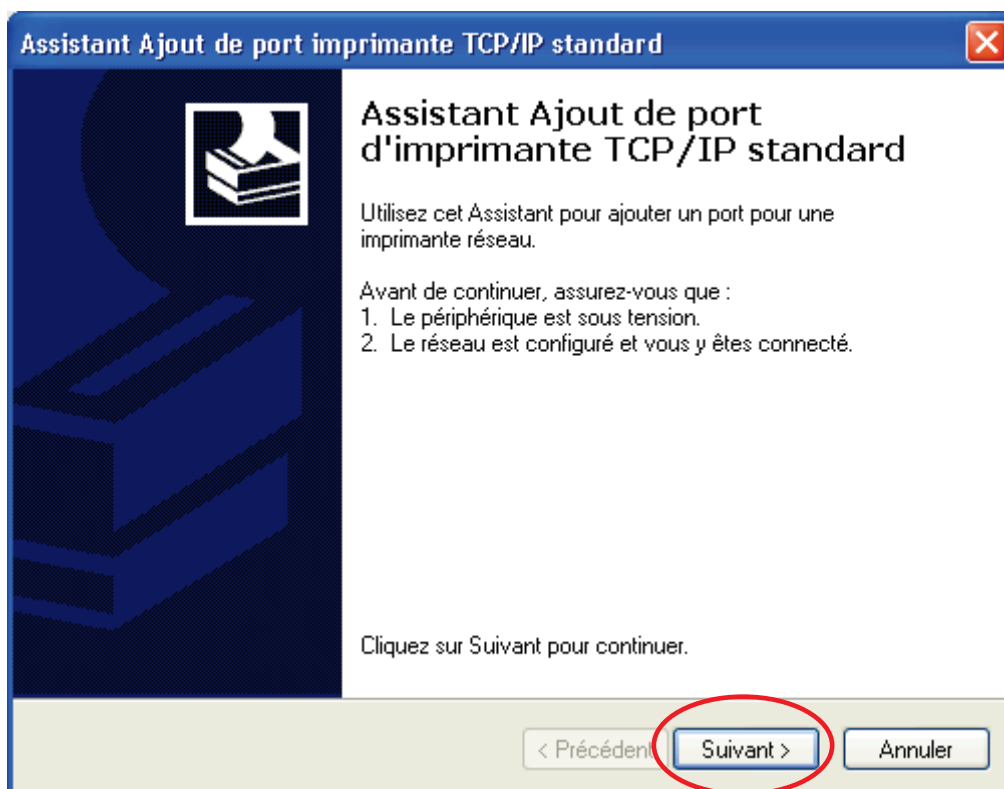 Assistant Ajout de port imprimante TCP/IP standard
Assistant Ajout de port
d'imprimante TCP/IP standard
Utilisez cet Assistant pour ajouter un port pour une
imprimante réseau.
Avant de continuer, assurez-vous que :
1. Le périphérique est sous tension.
2. Le réseau est configuré et vous y êtes connecté.
Cliquez sur Suivant pour continuer.
< Précédent Suivant > Annuler